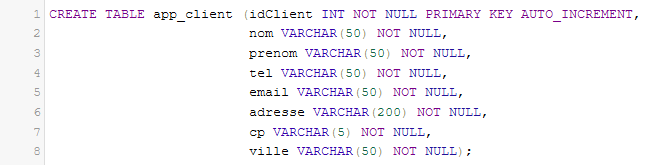 1 CREATE TABLE app_client (idClient INT NOT NULL PRIMARY KEY AUTO_INCREMENT,
2 nom VARCHAR(50) NOT NULL,
3 prenom VARCHAR(50) NOT NULL,
4 tel VARCHAR(50) NOT NULL,
5 email VARCHAR(50) NOT NULL,
6 adresse VARCHAR(200) NOT NULL,
7 cp VARCHAR(5) NOT NULL,
8 ville VARCHAR(50) NOT NULL);